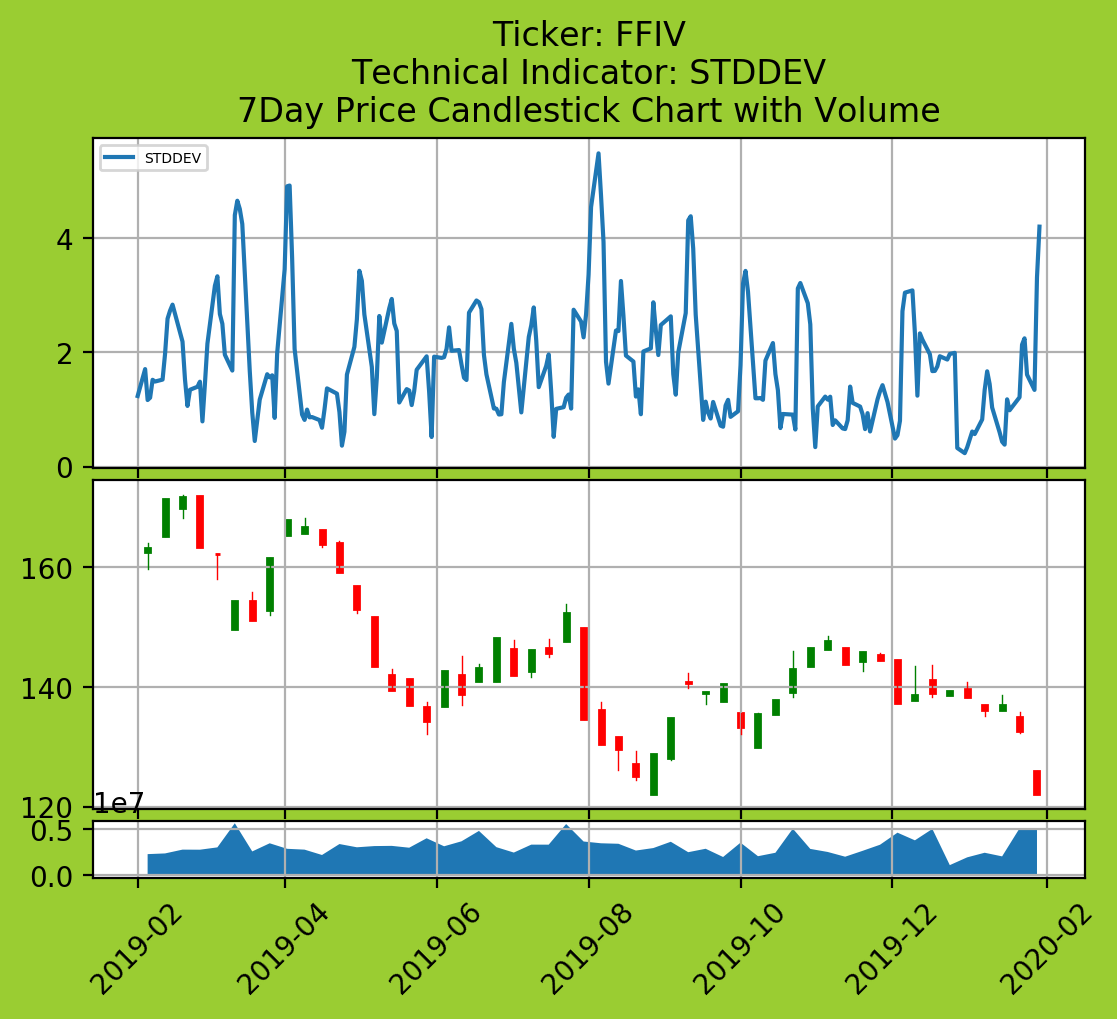 Ticker: FFIV
Technical Indicator: STDDEV
7Day Price Candlestick Chart with Volume
STDDEV
4
2
0
160
140
120
1e7
0.5
0.0
2019-02 2019-04 2019-06 2019-08 2019-10 2019-12 2020-02